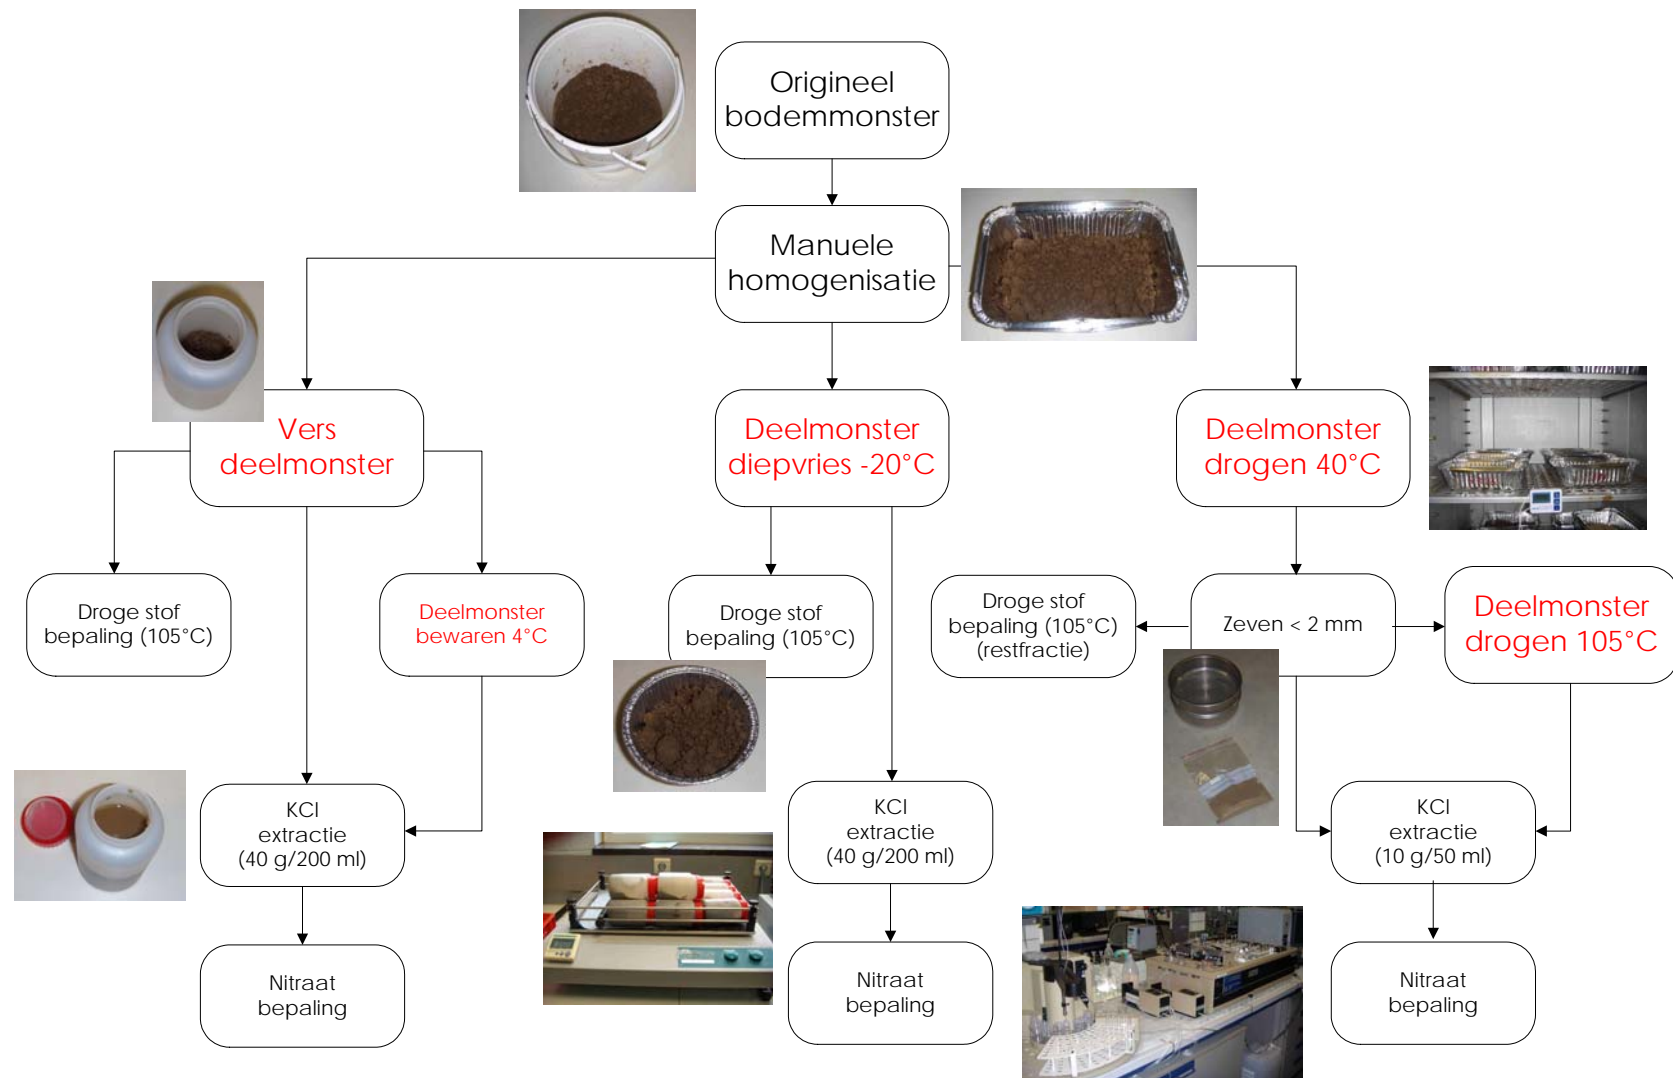 Origineel
bodemmonster
Manuele
homogenisatie
Vers
deelmonster
Deelmonster
diepvries -20°C
Deelmonster
drogen 40°C
Droge stof
bepaling (105°C)
Deelmonster
bewaren 4°C
Droge stof
bepaling (105°C)
Droge stof
bepaling (105°C)
(restfractie)
Zeven < 2 mm
Deelmonster
drogen 105°C
KCl
extractie
(40 g/200 ml)
KCl
extractie
(40 g/200 ml)
KCl
extractie
(10 g/50 ml)
Nitraat
bepaling
Nitraat
bepaling
Nitraat
bepaling